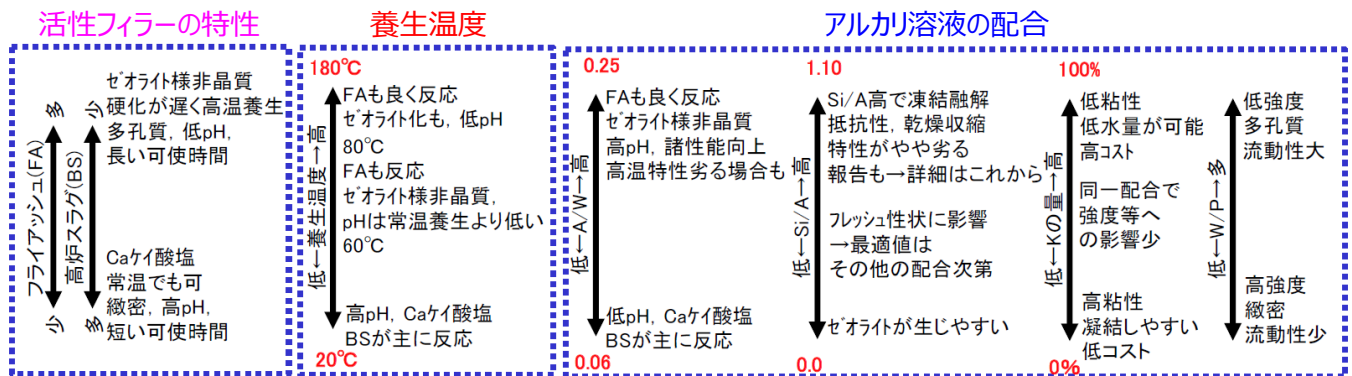 活性フィラーの特性
養生温度
アルカリ溶液の配合
フライアッシュ(FA)
多
少
高炉スラグ(BS)
少
多
ｾﾞオライト様非晶質
硬化が遅く高温養生
多孔質, 低pH,
長い可使時間
Caケイ酸塩
常温でも可
緻密, 高pH,
短い可使時間
180℃
低←養生温度→高
FAも良く反応
ｾﾞオライト化も, 低pH
80℃
FAも反応
ｾﾞオライト様非晶質,
pHは常温養生より低い
60℃
高pH, Caケイ酸塩
BSが主に反応
20℃
0.25
低←A/W→高
FAも良く反応
ｾﾞオライト様非晶質
高pH, 諸性能向上
高温特性劣る場合も
低pH, Caケイ酸塩
BSが主に反応
0.06
1.10
低←Si/A→高
Si/A高で凍結融解
抵抗性, 乾燥収縮
特性がやや劣る
報告も→詳細はこれから
フレッシュ性状に影響
→最適値は
その他の配合次第
ｾﾞオライトが生じやすい
0.0
100%
低←Kの量→高
低粘性
低水量が可能
高コスト
同一配合で
強度等へ
の影響少
高粘性
凝結しやすい
低コスト
0%
低←W/P→多
低強度
多孔質
流動性大
高強度
緻密
流動性少